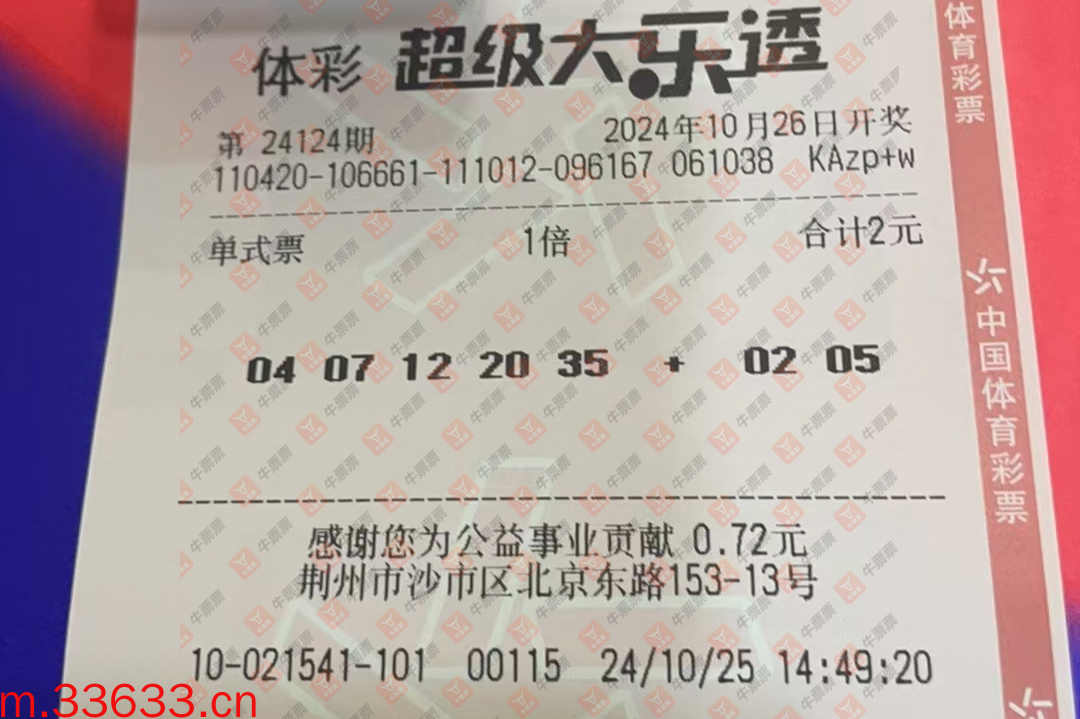 体彩 超级大乐透
第 24124期 2024年10月26日开奖
110420-106661-111012-096167 061038 KAzp+w
单式票 1倍 合计2元
04 07 12 20 35 + 02 05
感谢您为公益事业贡献 0.72元
荆州市沙市区北京东路153-13号
10-021541-101 00115 24/10/25 14:49:20
体育彩票
中国体育彩票
牛票票
m.33633.cn